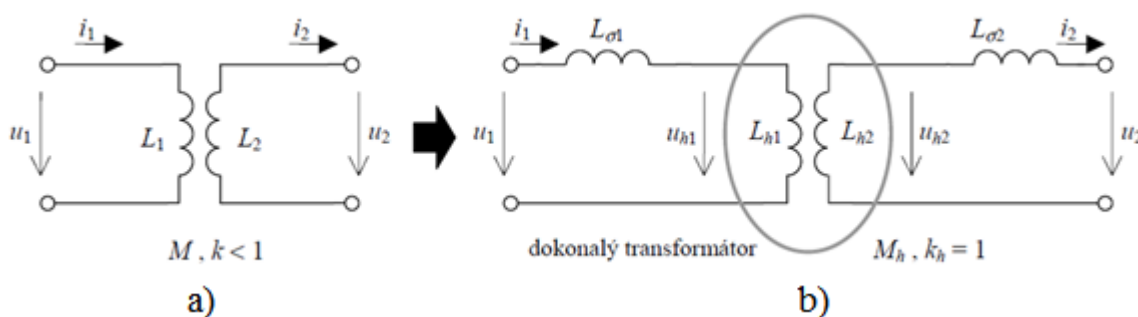 i₁ i₂ i₁ Lσ1 Lσ2 i₂
u₁ L₁ L₂ u₂ u₁ uₕ₁ Lₕ₁ Lₕ₂ uₕ₂
M , k < 1 dokonalý transformátor Mₕ , kₕ = 1
a) b)